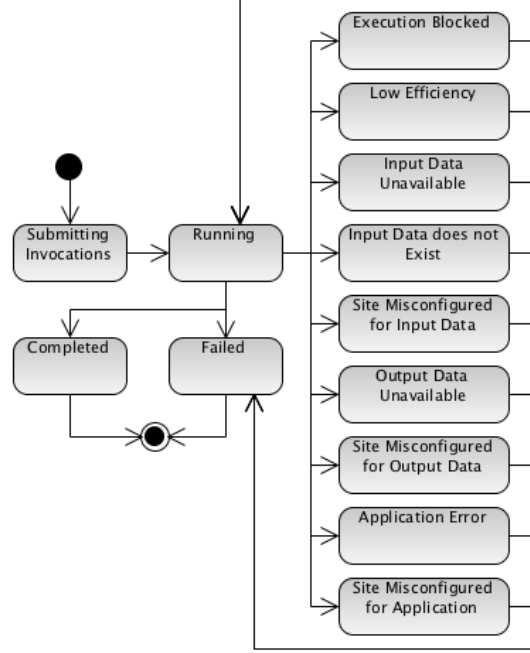 Execution Blocked
Low Efficiency
Input Data
Unavailable
Submitting
Invocations
Running
Input Data does not
Exist
Site Misconfigured
for Input Data
Completed
Failed
Output Data
Unavailable
Site Misconfigured
for Output Data
Application Error
Site Misconfigured
for Application